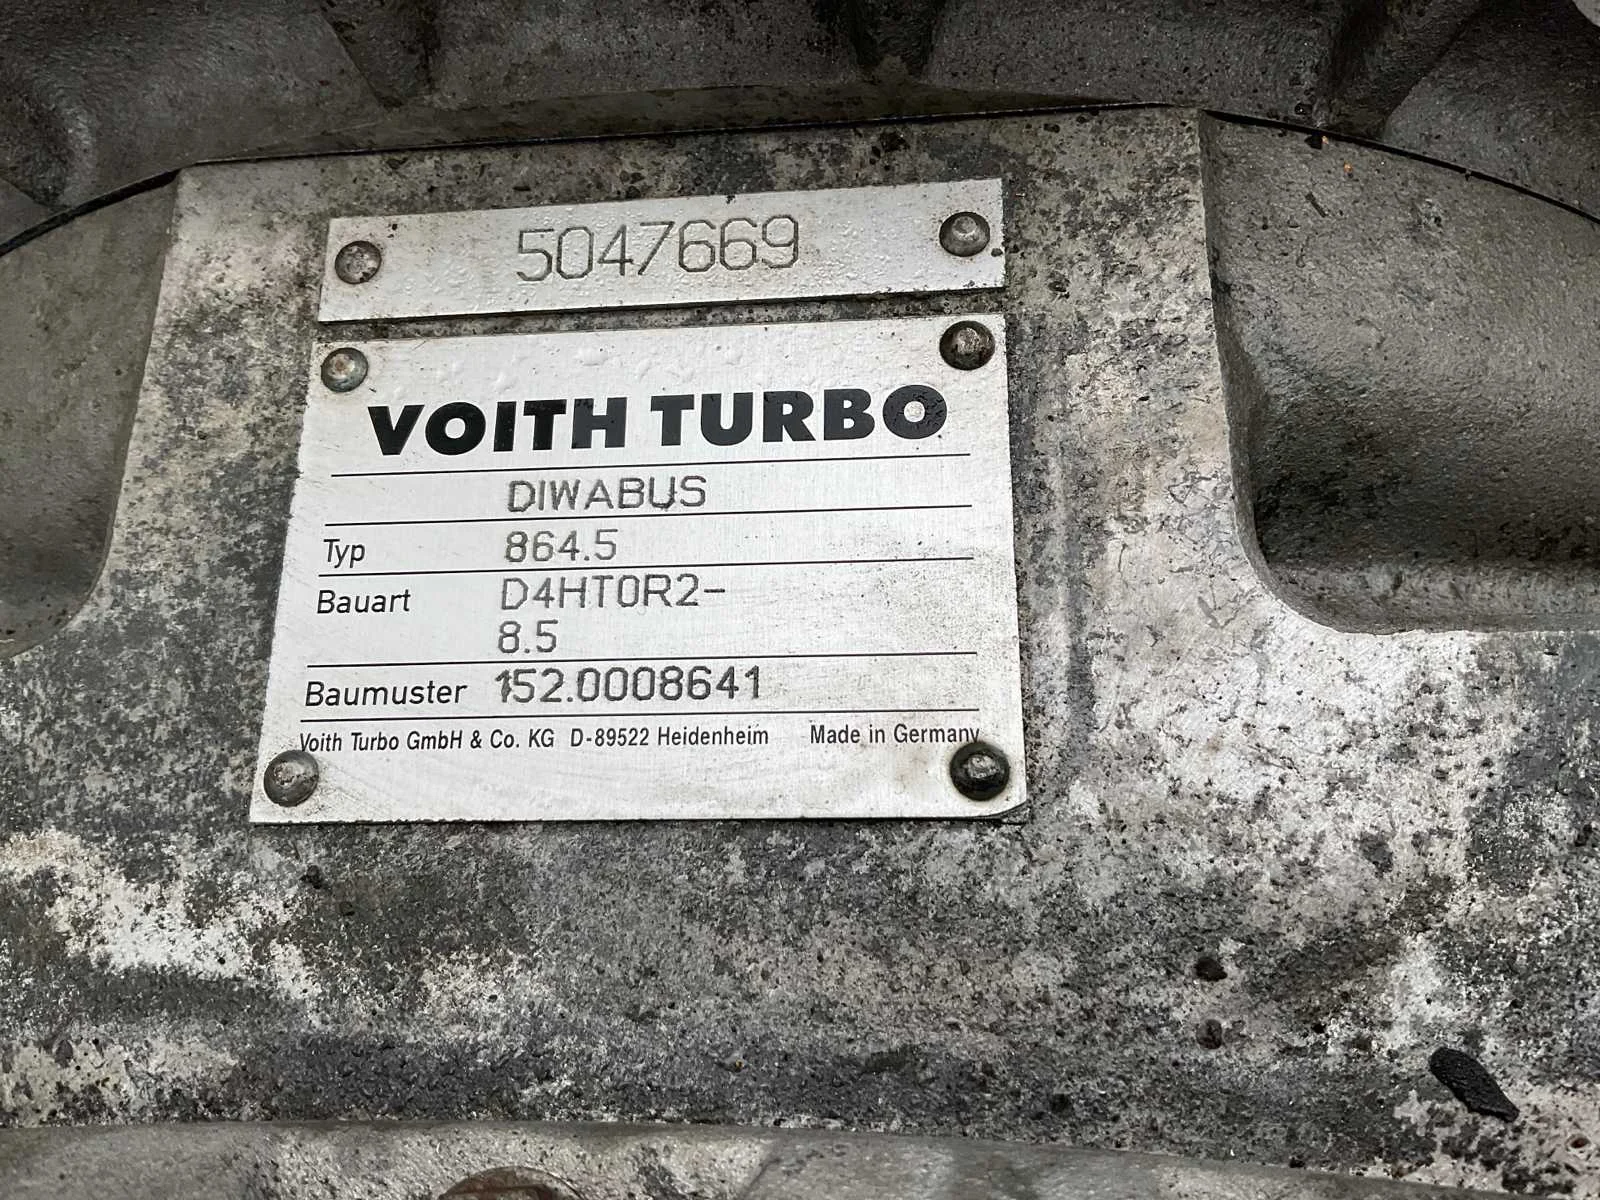 5047669
VOITH TURBO
DIWABUS
Typ 864.5
Bauart D4HT0R2-
8.5
Baumuster 152.0008641
Voith Turbo GmbH & Co. KG D-89522 Heidenheim Made in Germany